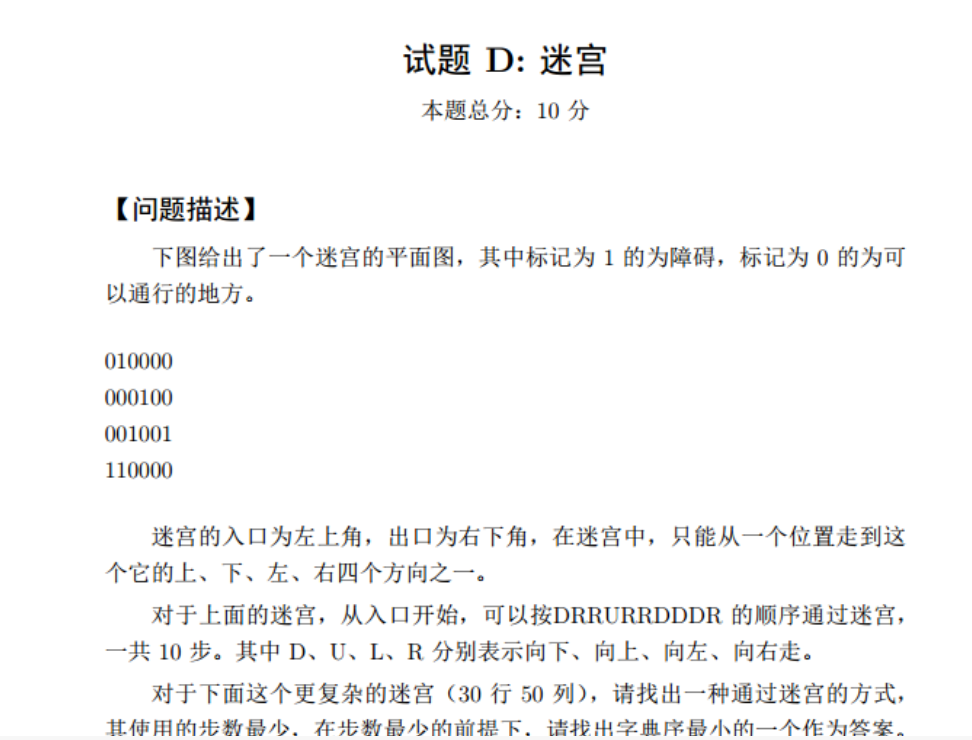 试题 D: 迷宫
本题总分：10 分
【问题描述】
下图给出了一个迷宫的平面图，其中标记为 1 的为障碍，标记为 0 的为可
以通行的地方。
010000
000100
001001
110000
迷宫的入口为左上角，出口为右下角，在迷宫中，只能从一个位置走到这
个它的上、下、左、右四个方向之一。
对于上面的迷宫，从入口开始，可以按DRRURRDDDR 的顺序通过迷宫，
一共 10 步。其中 D、U、L、R 分别表示向下、向上、向左、向右走。
对于下面这个更复杂的迷宫（30 行 50 列），请找出一种通过迷宫的方式，
其使用的步数最少，在步数最少的前提下，请找出字典序最小的一个作为答案。